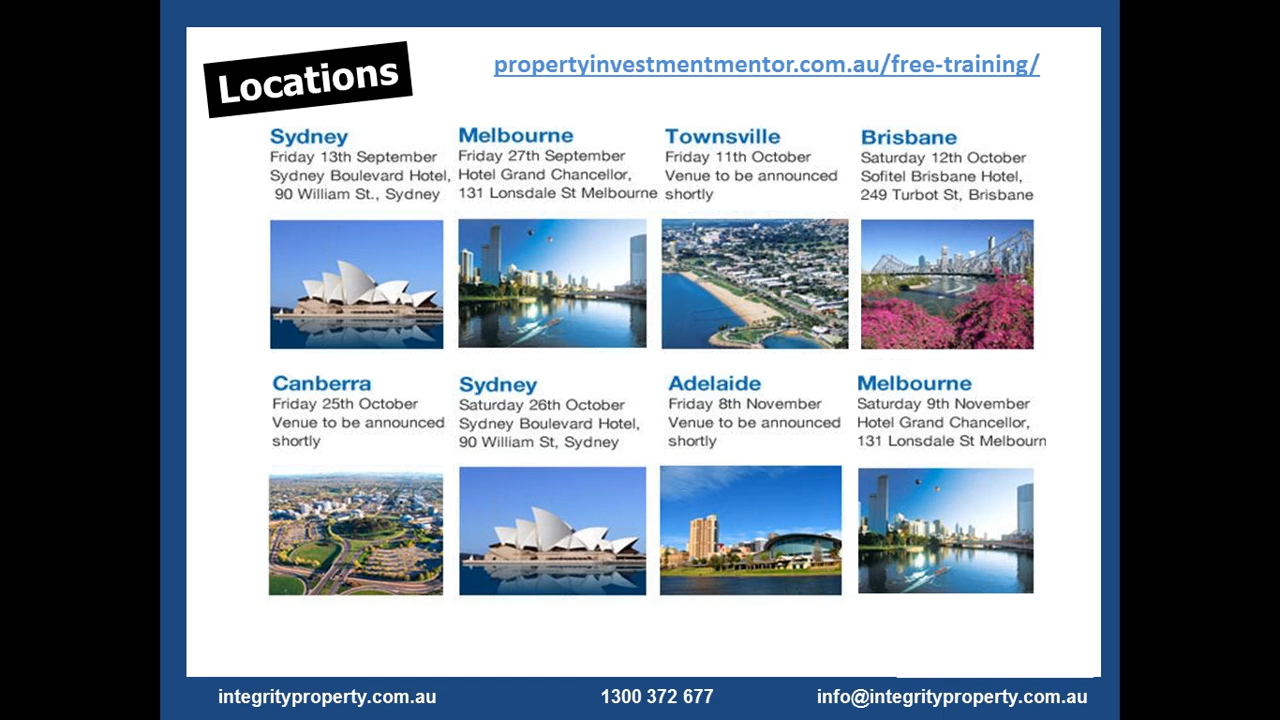 Locations
propertyinvestmentmentor.com.au/free-training/
Sydney
Friday 13th September
Sydney Boulevard Hotel,
90 William St., Sydney
Melbourne
Friday 27th September
Hotel Grand Chancellor,
131 Lonsdale St Melbourne
Townsville
Friday 11th October
Venue to be announced
shortly
Brisbane
Saturday 12th October
Sofitel Brisbane Hotel,
249 Turbot St, Brisbane
Canberra
Friday 25th October
Venue to be announced
shortly
Sydney
Saturday 26th October
Sydney Boulevard Hotel,
90 William St, Sydney
Adelaide
Friday 8th November
Venue to be announced
shortly
Melbourne
Saturday 9th November
Hotel Grand Chancellor,
131 Lonsdale St Melbourn
integrityproperty.com.au
1300 372 677
info@integrityproperty.com.au